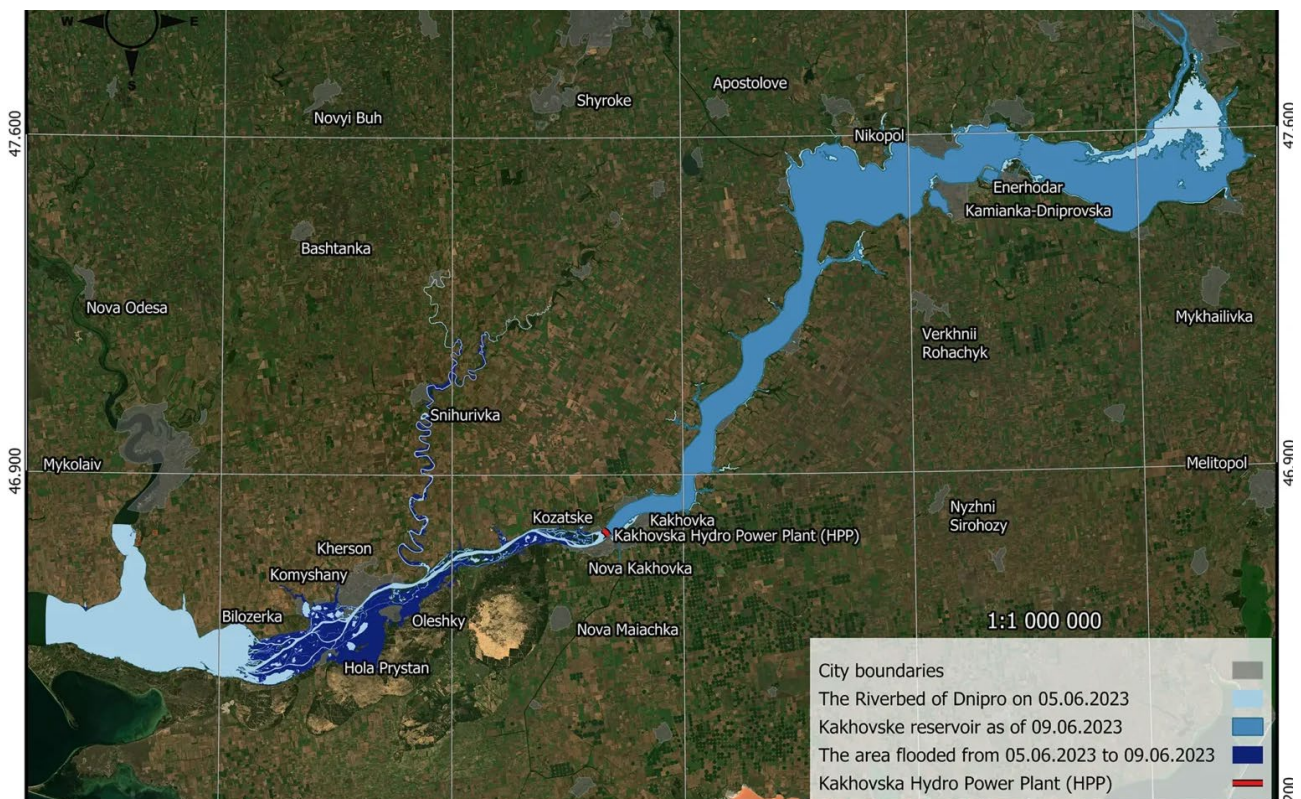 W
E
S
47.600
47.600
Novyi Buh
Shyroke
Apostolove
Nikopol
Enerhodar
Kamianka-Dniprovska
Bashtanka
Nova Odesa
Mykhailivka
Verkhnii
Rohachyk
Snihurivka
46.900
46.900
Mykolaiv
Melitopol
Nyzhni
Sirohozy
Kozatske
Kakhovka
Kakhovska Hydro Power Plant (HPP)
Kherson
Nova Kakhovka
Komyshany
Bilozerka
Oleshky
Nova Maiachka
Hola Prystan
1:1 000 000
City boundaries
The Riverbed of Dnipro on 05.06.2023
Kakhovske reservoir as of 09.06.2023
The area flooded from 05.06.2023 to 09.06.2023
Kakhovska Hydro Power Plant (HPP)
200